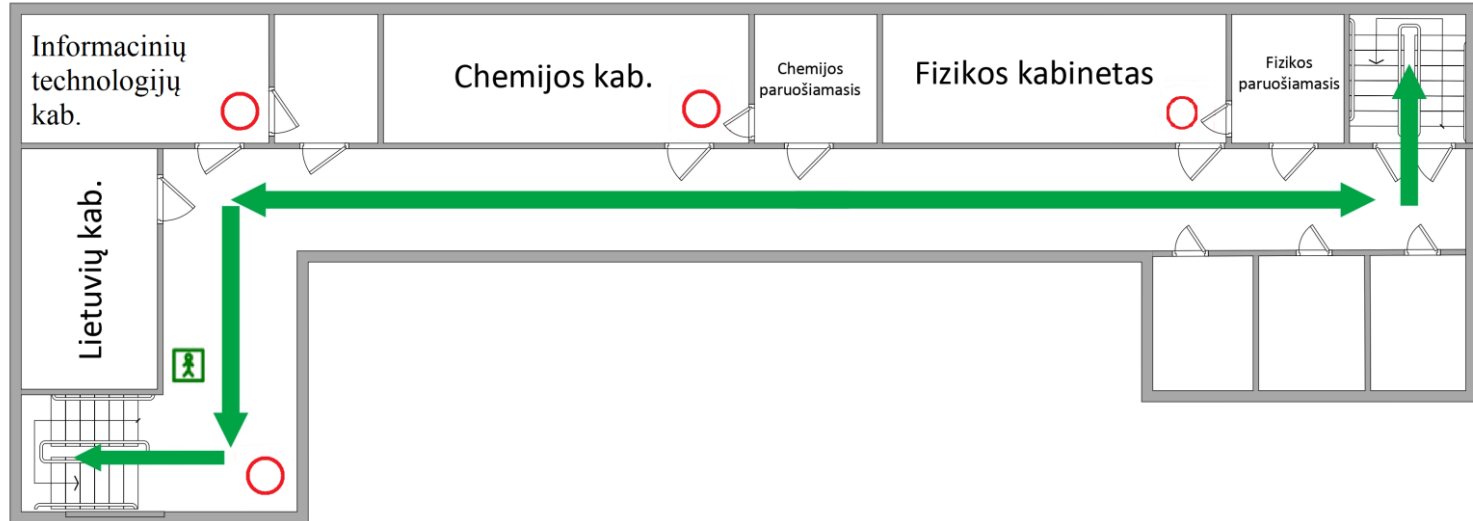 Informacinių
technologijų
kab.
Chemijos kab.
Chemijos
paruošiamasis
Fizikos kabinetas
Fizikos
paruošiamasis
Lietuvių kab.